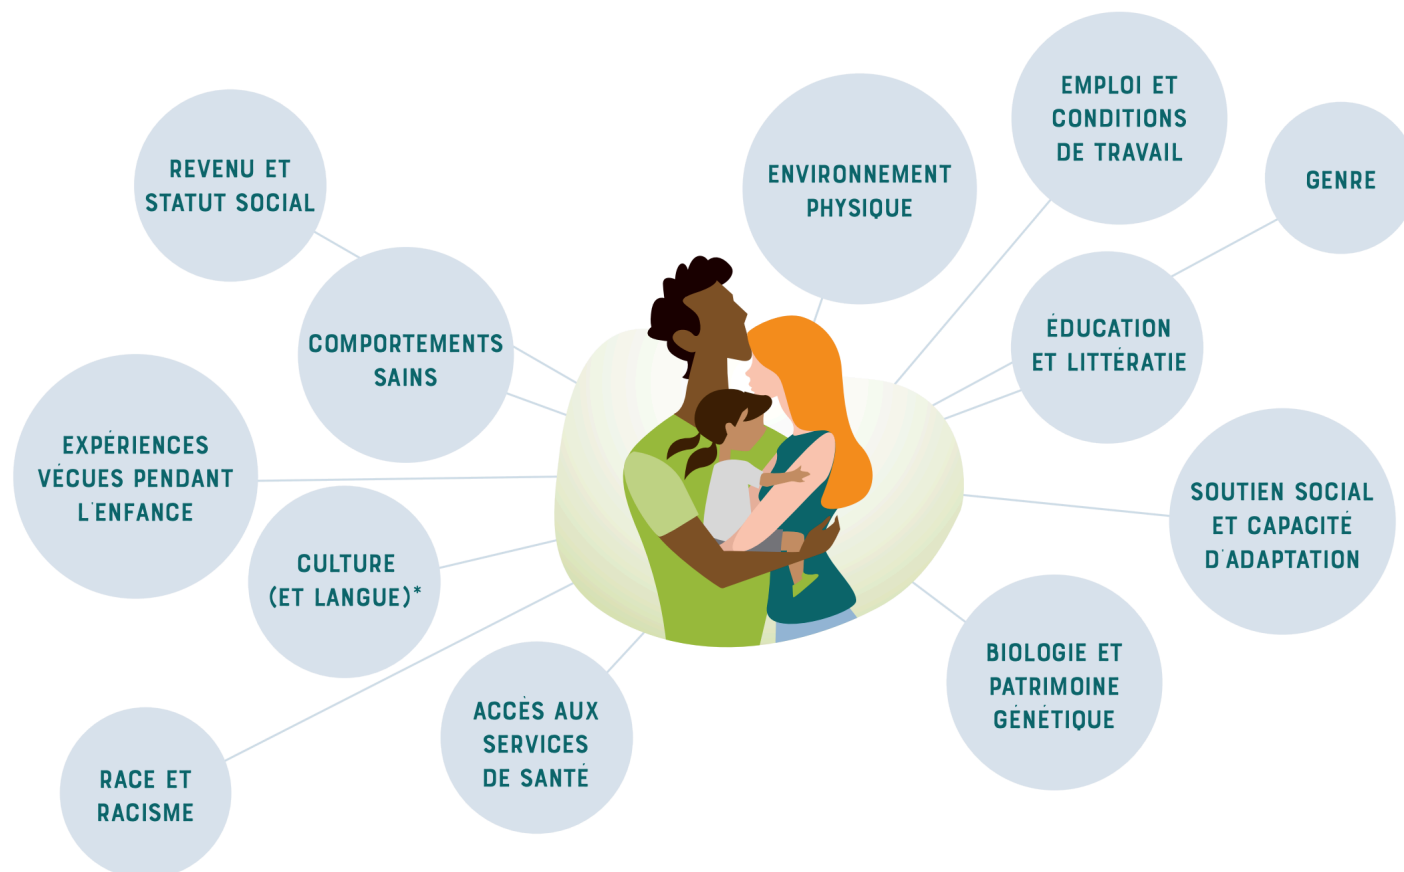 REVENU ET
STATUT SOCIAL
COMPORTEMENTS
SAINS
EXPÉRIENCES
VÉCUES PENDANT
L'ENFANCE
CULTURE
(ET LANGUE)*
RACE ET
RACISME
ACCÈS AUX
SERVICES
DE SANTÉ
ENVIRONNEMENT
PHYSIQUE
EMPLOI ET
CONDITIONS
DE TRAVAIL
GENRE
ÉDUCATION
ET LITTÉRATIE
SOUTIEN SOCIAL
ET CAPACITÉ
D'ADAPTATION
BIOLOGIE ET
PATRIMOINE
GÉNÉTIQUE